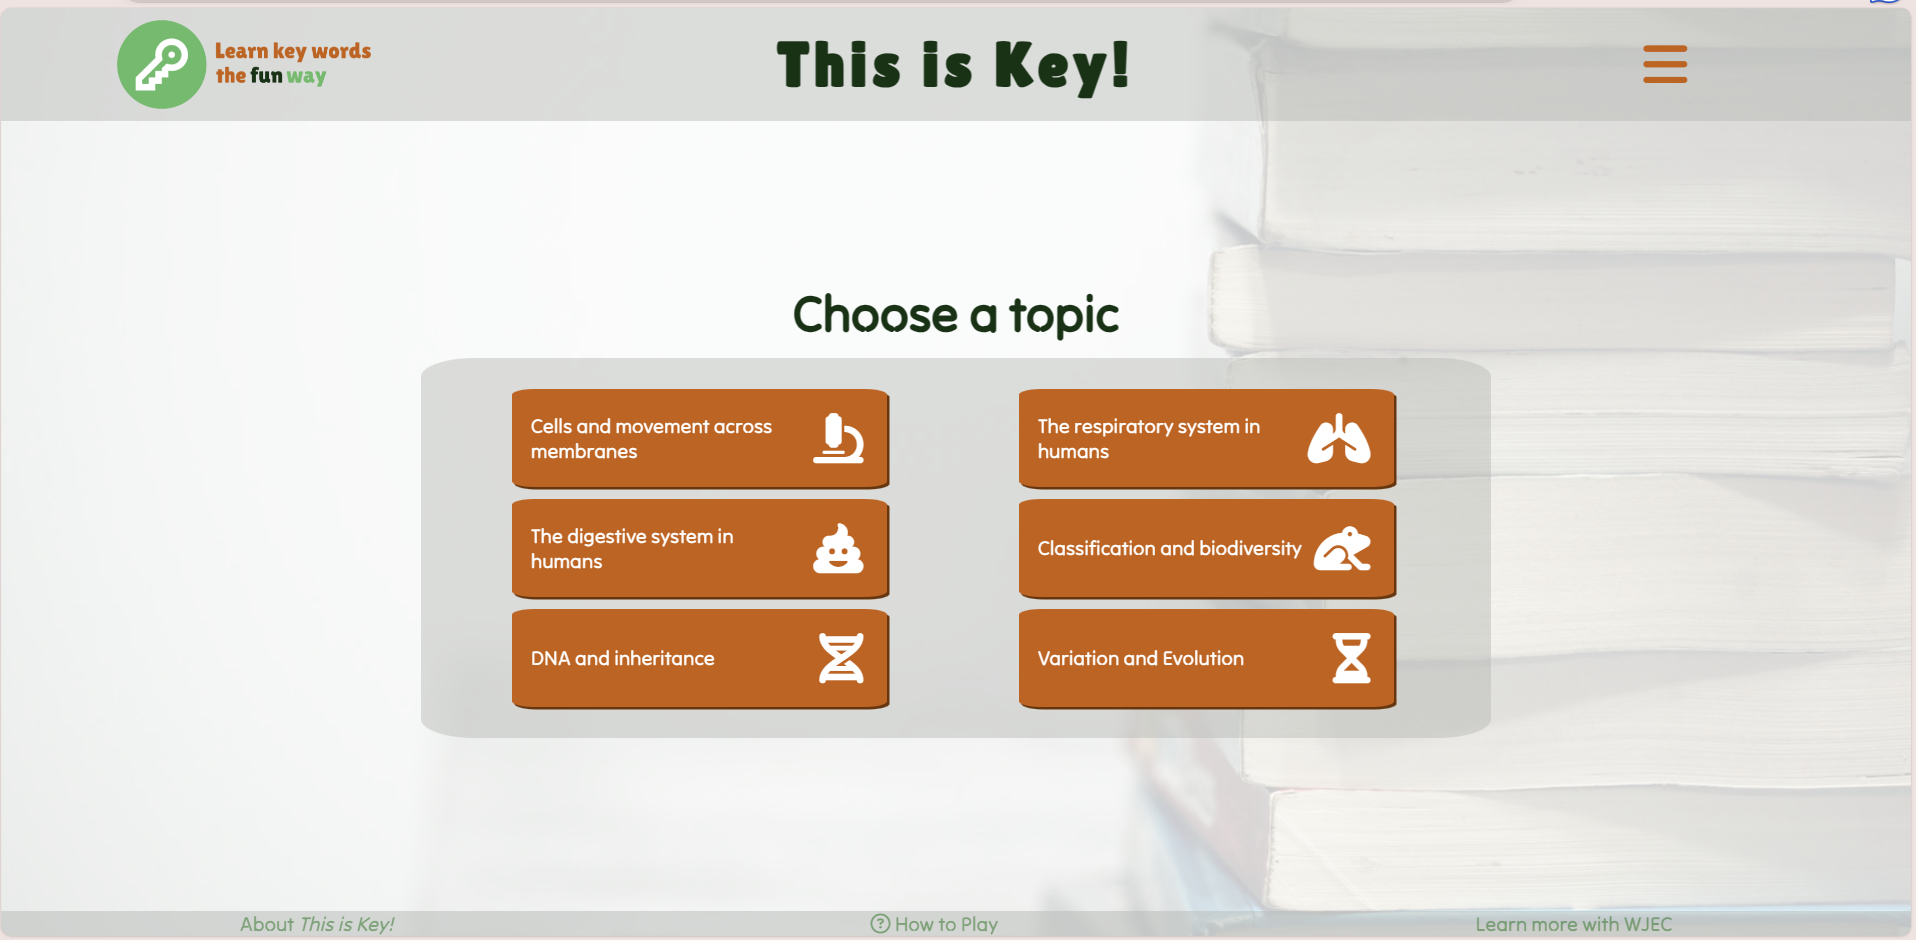 Learn key words
the fun way
This is Key!
Choose a topic
Cells and movement across
membranes
The respiratory system in
humans
The digestive system in
humans
Classification and biodiversity
DNA and inheritance
Variation and Evolution
About This is Key!
How to Play
Learn more with WJEC